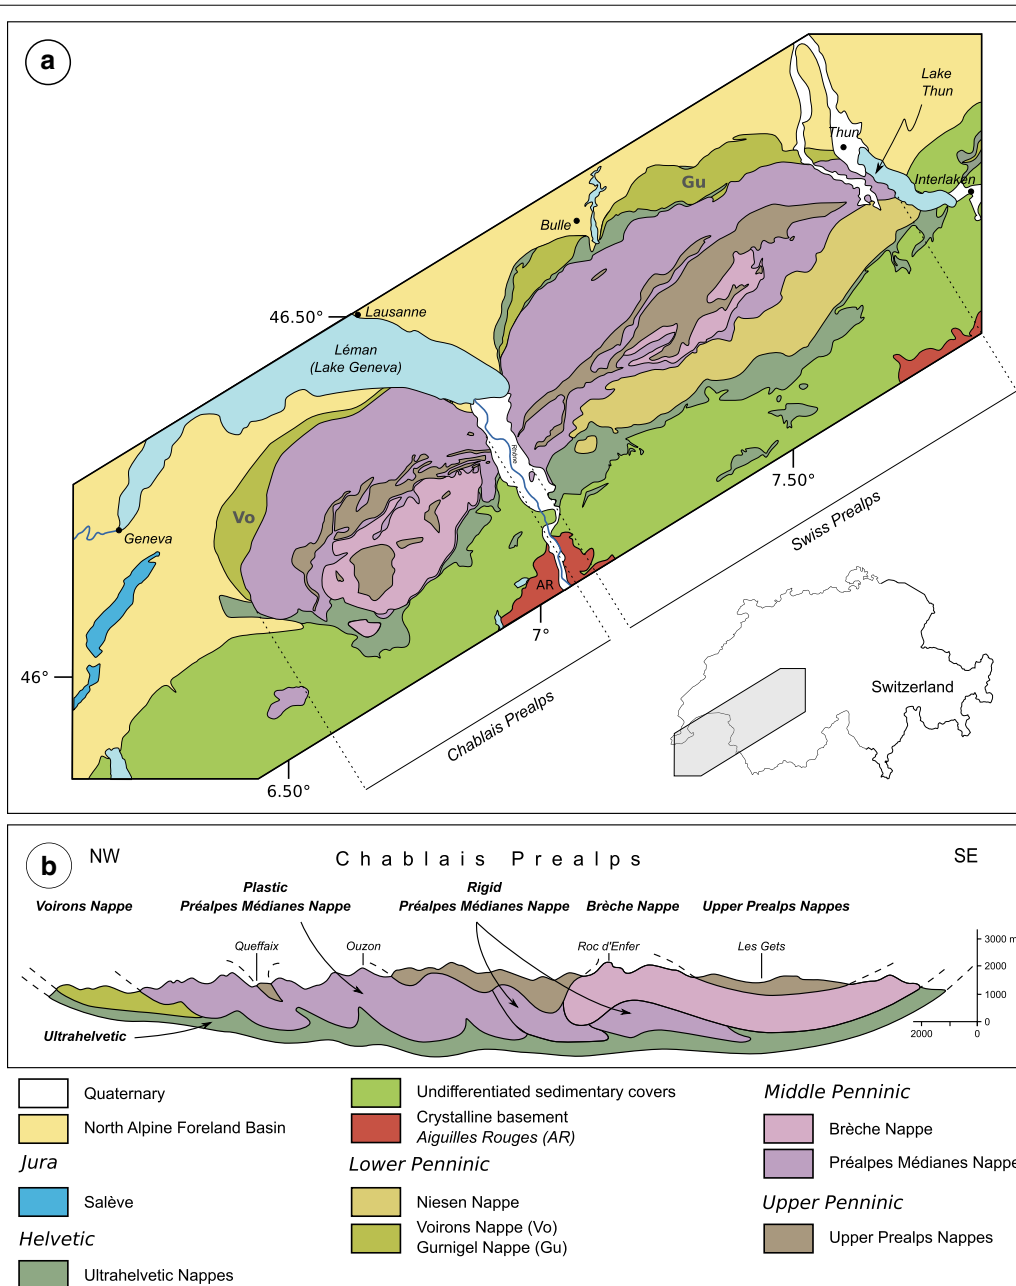 a
Lake
Thun
Thun
Interlaken
Gu
Bulle
46.50°
Lausanne
Léman
(Lake Geneva)
Rhône
7.50°
Vo
Geneva
Swiss Prealps
AR
7°
46°
Chablais Prealps
Switzerland
6.50°
b
NW
Chablais Prealps
SE
Plastic
Préalpes Médianes Nappe
Rigid
Préalpes Médianes Nappe
Voirons Nappe
Brèche Nappe
Upper Prealps Nappes
Queffaix
Ouzon
Roc d'Enfer
Les Gets
3000 m
2000
1000
0
2000
0
Ultrahelvetic
Quaternary
North Alpine Foreland Basin
Jura
Salève
Helvetic
Ultrahelvetic Nappes
Undifferentiated sedimentary covers
Crystalline basement
Aiguilles Rouges (AR)
Lower Penninic
Niesen Nappe
Voirons Nappe (Vo)
Gurnigel Nappe (Gu)
Middle Penninic
Brèche Nappe
Préalpes Médianes Nappe
Upper Penninic
Upper Prealps Nappes